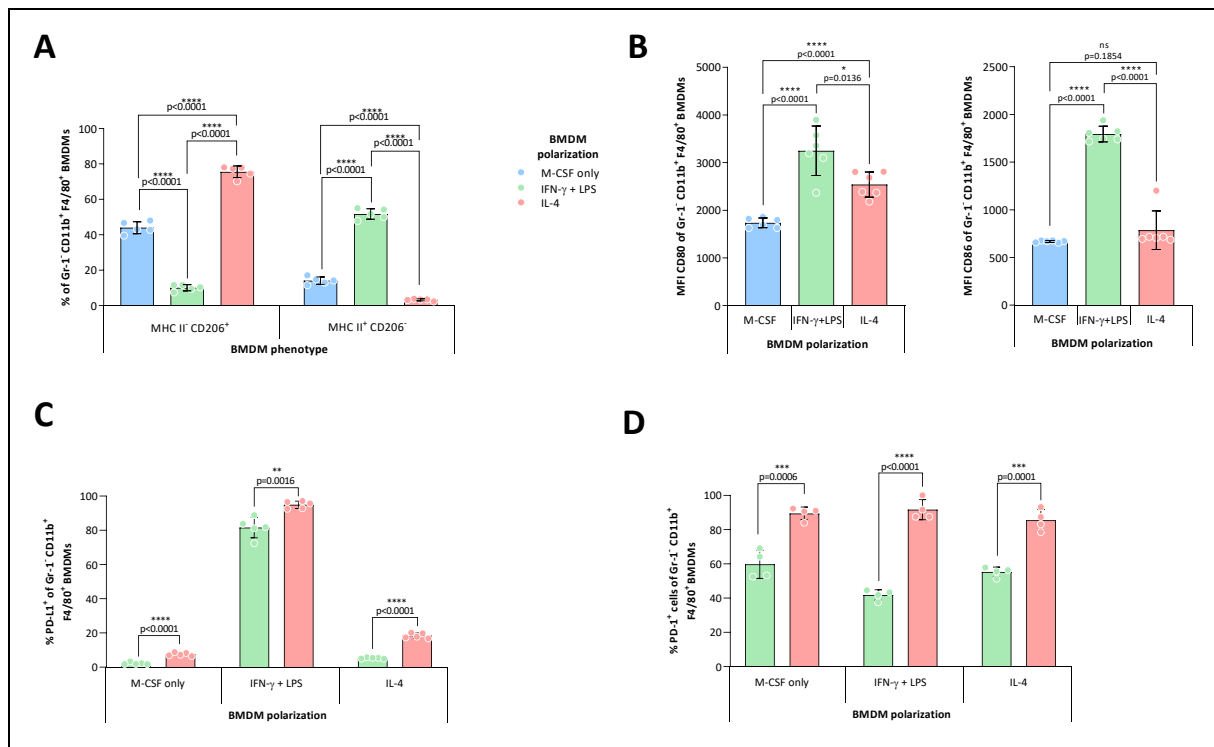 A
****
p<0.0001
****
p<0.0001
****
p<0.0001
****
p<0.0001
****
p<0.0001
****
p<0.0001
% of Gr-1⁻ CD11b⁺ F4/80⁺ BMDMs
100
80
60
40
20
0
MHC II⁻ CD206⁺
MHC II⁺ CD206⁻
BMDM phenotype
BMDM
polarization
M-CSF only
IFN-γ + LPS
IL-4
B
****
p<0.0001
*
p=0.0136
****
p<0.0001
MFI CD80 of Gr-1⁻ CD11b⁺ F4/80⁺ BMDMs
5000
4000
3000
2000
1000
0
M-CSF
IFN-γ+LPS
IL-4
BMDM polarization
ns
p=0.1854
****
p<0.0001
****
p<0.0001
MFI CD86 of Gr-1⁻ CD11b⁺ F4/80⁺ BMDMs
2500
2000
1500
1000
500
0
M-CSF
IFN-γ+LPS
IL-4
BMDM polarization
C
**
p=0.0016
****
p<0.0001
****
p<0.0001
% PD-L1⁺ of Gr-1⁻ CD11b⁺
F4/80⁺ BMDMs
100
80
60
40
20
0
M-CSF only
IFN-γ + LPS
IL-4
BMDM polarization
D
***
p=0.0006
****
p<0.0001
***
p=0.0001
% PD-1⁺ cells of Gr-1⁻ CD11b⁺
F4/80⁺ BMDMs
100
80
60
40
20
0
M-CSF only
IFN-γ + LPS
IL-4
BMDM polarization